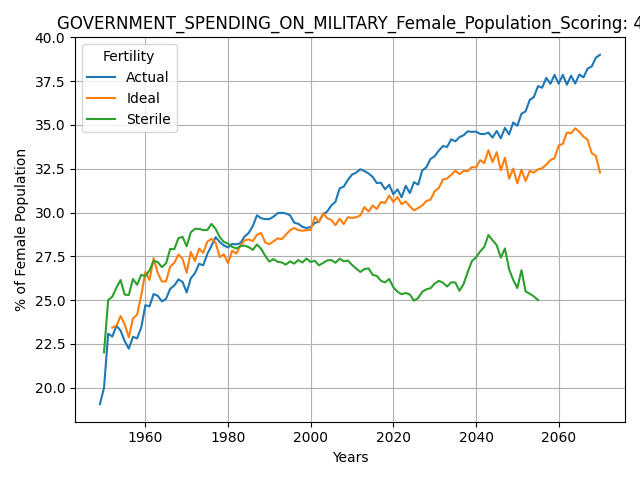 GOVERNMENT_SPENDING_ON_MILITARY_Female_Population_Scoring: 4
Fertility
Actual
Ideal
Sterile
% of Female Population
40.0
37.5
35.0
32.5
30.0
27.5
25.0
22.5
20.0
1960 1980 2000 2020 2040 2060
Years